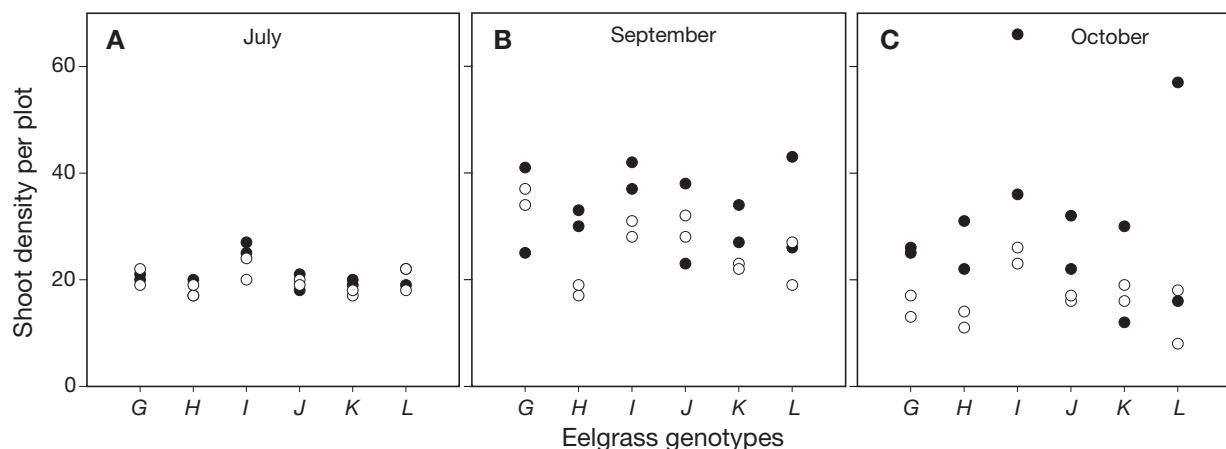 A July
B September
C October
Shoot density per plot
60
40
20
0
G H I J K L
G H I J K L
G H I J K L
Eelgrass genotypes